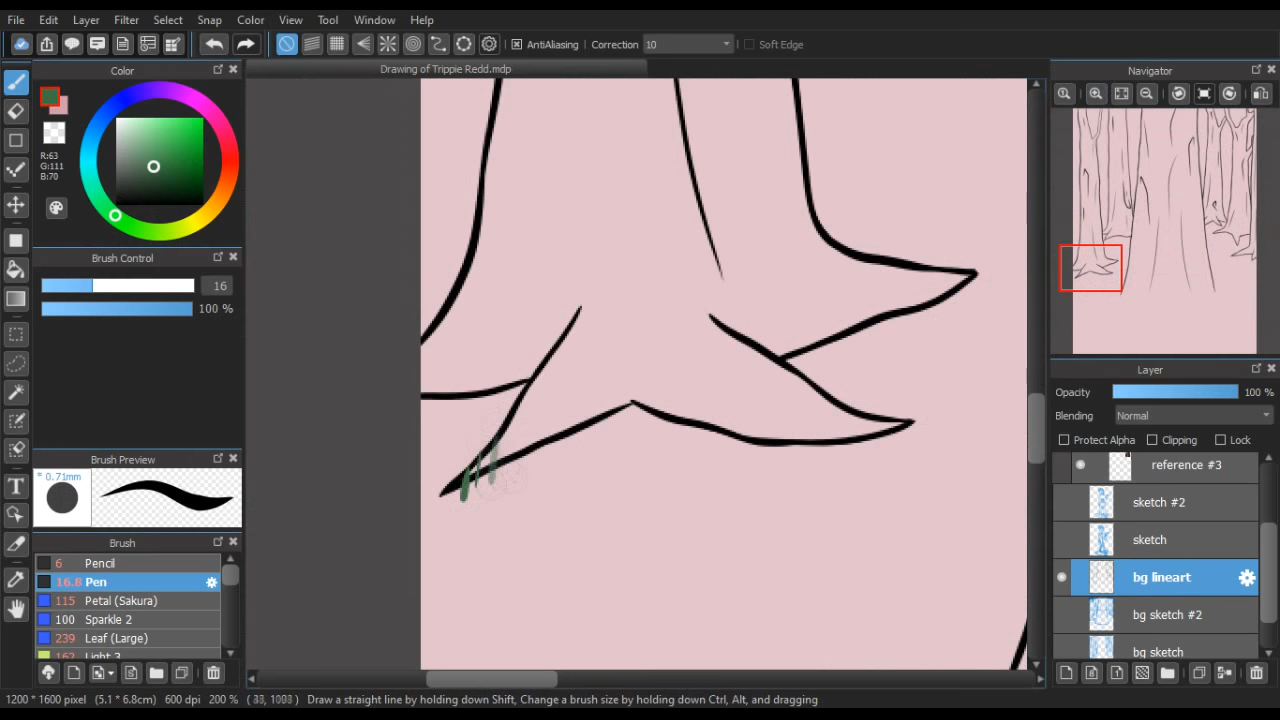 File Edit Layer Filter Select Snap Color View Tool Window Help
AntiAliasing Correction 10 Soft Edge
Color
Drawing of Trippie Redd.mdp
Navigator
R:63
G:111
B:70
Brush Control
16
100 %
Brush Preview
* 0.71mm
Brush
6 Pencil
16.8 Pen
115 Petal (Sakura)
100 Sparkle 2
239 Leaf (Large)
162 Light 3
Layer
Opacity 100 %
Blending Normal
Protect Alpha Clipping Lock
reference #3
sketch #2
sketch
bg lineart
bg sketch #2
bg sketch
1200 * 1600 pixel (5.1 * 6.8cm) 600 dpi 200 % Draw a straight line by holding down Shift, Change a brush size by holding down Ctrl, Alt, and dragging